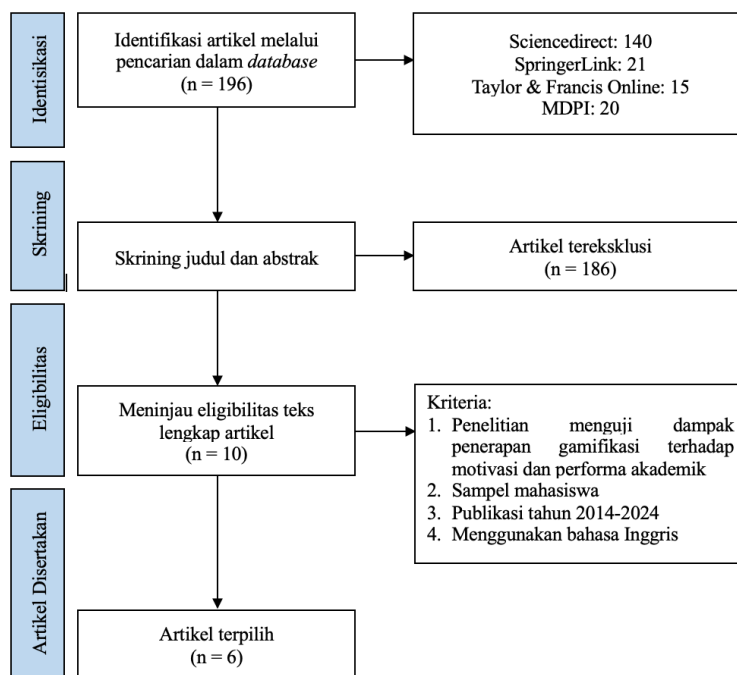 Identisikasi
Identifikasi artikel melalui
pencarian dalam database
(n = 196)
Sciencedirect: 140
SpringerLink: 21
Taylor & Francis Online: 15
MDPI: 20
Skrining
Skrining judul dan abstrak
Artikel tereksklusi
(n = 186)
Eligibilitas
Meninjau eligibilitas teks
lengkap artikel
(n = 10)
Kriteria:
1. Penelitian menguji dampak
penerapan gamifikasi terhadap
motivasi dan performa akademik
2. Sampel mahasiswa
3. Publikasi tahun 2014-2024
4. Menggunakan bahasa Inggris
Artikel Disertakan
Artikel terpilih
(n = 6)